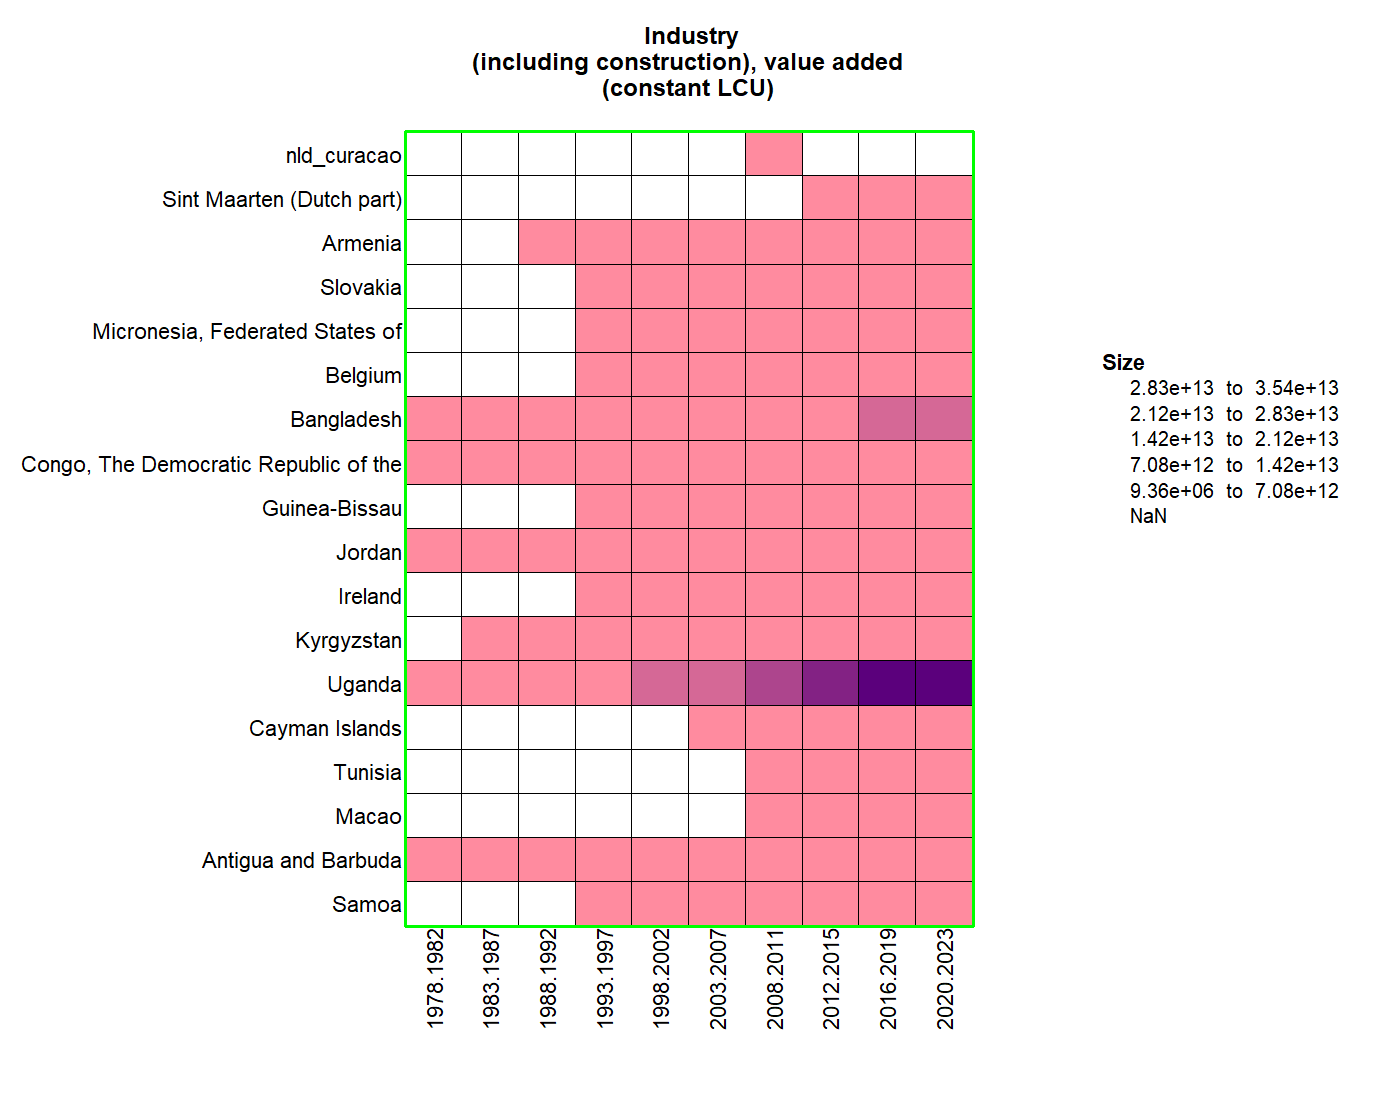 Industry
(including construction), value added
(constant LCU)
nld_curacao
Sint Maarten (Dutch part)
Armenia
Slovakia
Micronesia, Federated States of
Belgium
Bangladesh
Congo, The Democratic Republic of the
Guinea-Bissau
Jordan
Ireland
Kyrgyzstan
Uganda
Cayman Islands
Tunisia
Macao
Antigua and Barbuda
Samoa
1978.1982
1983.1987
1988.1992
1993.1997
1998.2002
2003.2007
2008.2011
2012.2015
2016.2019
2020.2023
Size
2.83e+13 to 3.54e+13
2.12e+13 to 2.83e+13
1.42e+13 to 2.12e+13
7.08e+12 to 1.42e+13
9.36e+06 to 7.08e+12
NaN